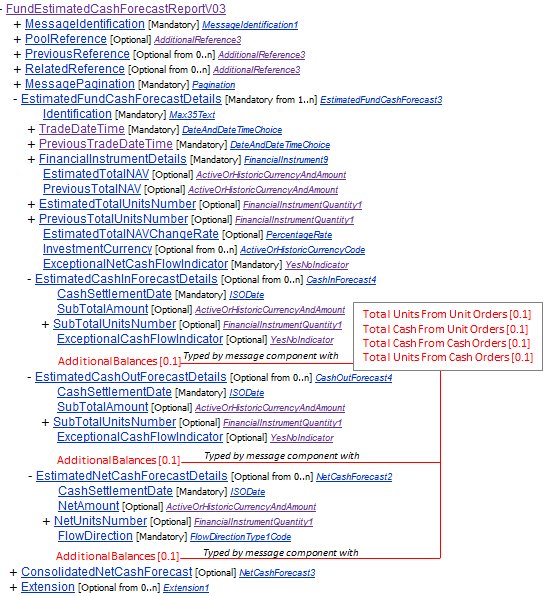 - FundEstimatedCashForecastReportV03
+ MessageIdentification [Mandatory] MessageIdentification1
+ PoolReference [Optional] AdditionalReference3
+ PreviousReference [Optional from 0..n] AdditionalReference3
+ RelatedReference [Optional from 0..n] AdditionalReference3
+ MessagePagination [Mandatory] Pagination
- EstimatedFundCashForecastDetails [Mandatory from 1..n] EstimatedFundCashForecast3
Identification [Mandatory] Max35Text
+ TradeDateTime [Mandatory] DateAndDateTimeChoice
+ PreviousTradeDateTime [Mandatory] DateAndDateTimeChoice
+ FinancialInstrumentDetails [Mandatory] FinancialInstrument9
EstimatedTotalNAV [Optional] ActiveOrHistoricCurrencyAndAmount
PreviousTotalNAV [Optional] ActiveOrHistoricCurrencyAndAmount
+ EstimatedTotalUnitsNumber [Optional] FinancialInstrumentQuantity1
+ PreviousTotalUnitsNumber [Optional] FinancialInstrumentQuantity1
EstimatedTotalNAVChangeRate [Optional] PercentageRate
InvestmentCurrency [Optional from 0..n] ActiveOrHistoricCurrencyCode
ExceptionalNetCashFlowIndicator [Mandatory] YesNoIndicator
- EstimatedCashInForecastDetails [Optional from 0..n] CashInForecast4
CashSettlementDate [Mandatory] ISODate
SubTotalAmount [Optional] ActiveOrHistoricCurrencyAndAmount
+ SubTotalUnitsNumber [Optional] FinancialInstrumentQuantity1
ExceptionalCashFlowIndicator [Optional] YesNoIndicator
AdditionalBalances [0.1] Typed by message component with
Total Units From Unit Orders [0.1]
Total Cash From Unit Orders [0.1]
Total Cash From Cash Orders [0.1]
Total Units From Cash Orders [0.1]
- EstimatedCashOutForecastDetails [Optional from 0..n] CashOutForecast4
CashSettlementDate [Mandatory] ISODate
SubTotalAmount [Optional] ActiveOrHistoricCurrencyAndAmount
+ SubTotalUnitsNumber [Optional] FinancialInstrumentQuantity1
ExceptionalCashFlowIndicator [Optional] YesNoIndicator
AdditionalBalances [0.1] Typed by message component with
- EstimatedNetCashForecastDetails [Optional from 0..n] NetCashForecast2
CashSettlementDate [Mandatory] ISODate
NetAmount [Optional] ActiveOrHistoricCurrencyAndAmount
+ NetUnitsNumber [Optional] FinancialInstrumentQuantity1
FlowDirection [Mandatory] FlowDirectionType1Code
AdditionalBalances [0.1] Typed by message component with
+ ConsolidatedNetCashForecast [Optional] NetCashForecast3
+ Extension [Optional from 0..n] Extension1